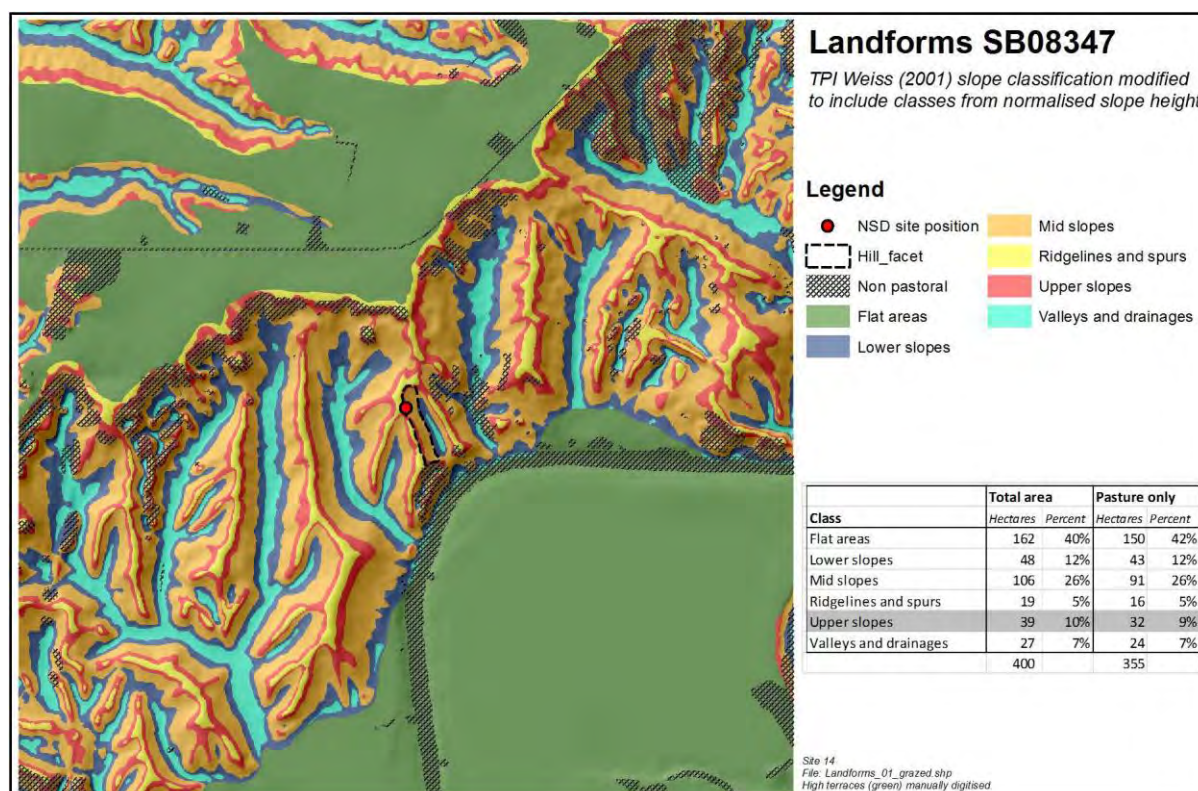 Landforms SB08347
TPI Weiss (2001) slope classification modified
to include classes from normalised slope height
Legend
NSD site position
Hill_facet
Non pastoral
Flat areas
Lower slopes
Mid slopes
Ridgelines and spurs
Upper slopes
Valleys and drainages
Total area Pasture only
Class Hectares Percent Hectares Percent
Flat areas 162 40% 150 42%
Lower slopes 48 12% 43 12%
Mid slopes 106 26% 91 26%
Ridgelines and spurs 19 5% 16 5%
Upper slopes 39 10% 32 9%
Valleys and drainages 27 7% 24 7%
400 355
Site 14
File: Landforms_01_grazed.shp
High terraces (green) manually digitised